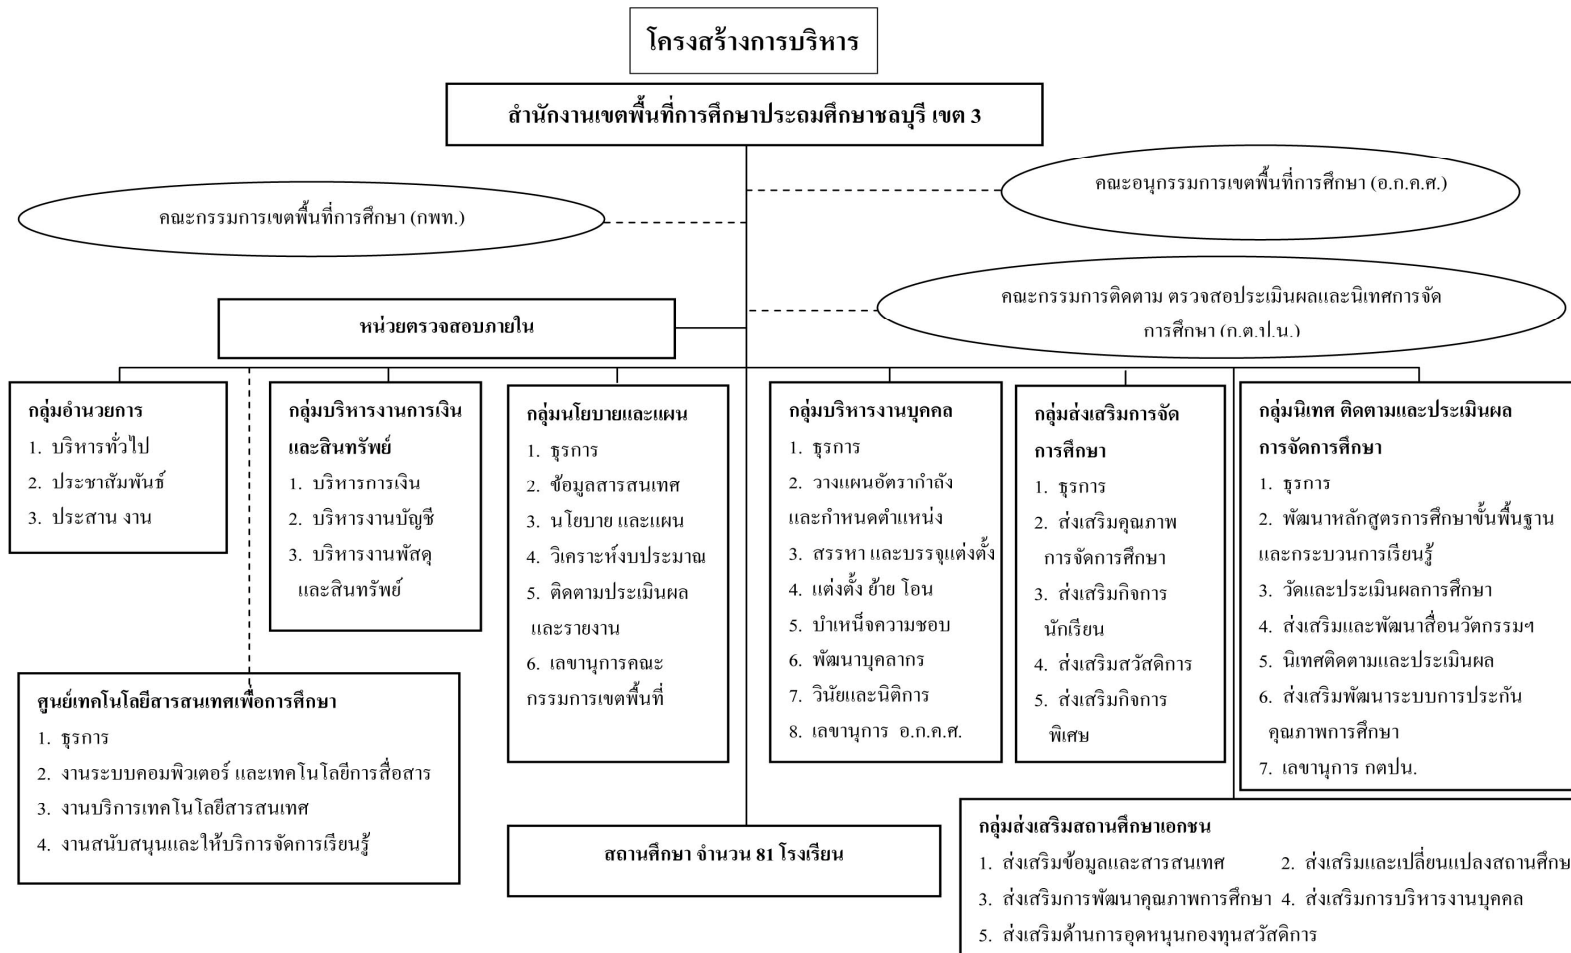 โครงสร้างการบริหาร
สำนักงานเขตพื้นที่การศึกษาประถมศึกษาชลบุรี เขต 3
คณะอนุกรรมการเขตพื้นที่การศึกษา (อ.ก.ค.ศ.)
คณะกรรมการเขตพื้นที่การศึกษา (กพท.)
คณะกรรมการติดตาม ตรวจสอประเมินผลและนิเทศการจัด
การศึกษา (ก.ต.ป.น.)
หน่วยตรวจสอบภายใน
กลุ่มอำนวยการ
1. บริหารทั่วไป
2. ประชาสัมพันธ์
3. ประสาน งาน
กลุ่มบริหารงานการเงิน
และสินทรัพย์
1. บริหารการเงิน
2. บริหารงานบัญชี
3. บริหารงานพัสดุ
และสินทรัพย์
กลุ่มนโยบายและแผน
1. ธุรการ
2. ข้อมูลสารสนเทศ
3. นโยบาย และแผน
4. วิเคราะห์งบประมาณ
5. ติดตามประเมินผล
และรายงาน
6. เลขานุการคณะ
กรรมการเขตพื้นที่
กลุ่มบริหารงานบุคคล
1. ธุรการ
2. วางแผนอัตรากำลัง
และกำหนดตำแหน่ง
3. สรรหา และบรรจุแต่งตั้ง
4. แต่งตั้ง ย้าย โอน
5. บำเหน็จความชอบ
6. พัฒนาบุคลากร
7. วินัยและนิติการ
8. เลขานุการ อ.ก.ค.ศ.
กลุ่มส่งเสริมการจัด
การศึกษา
1. ธุรการ
2. ส่งเสริมคุณภาพ
การจัดการศึกษา
3. ส่งเสริมกิจการ
นักเรียน
4. ส่งเสริมสวัสดิการ
5. ส่งเสริมกิจการ
พิเศษ
กลุ่มนิเทศ ติดตามและประเมินผล
การจัดการศึกษา
1. ธุรการ
2. พัฒนาหลักสูตรการศึกษาขั้นพื้นฐาน
และกระบวนการเรียนรู้
3. วัดและประเมินผลการศึกษา
4. ส่งเสริมและพัฒนาสื่อนวัตกรรมฯ
5. นิเทศติดตามและประเมินผล
6. ส่งเสริมพัฒนาระบบการประกัน
คุณภาพการศึกษา
7. เลขานุการ กตปน.
ศูนย์เทคโนโลยีสารสนเทศเพื่อการศึกษา
1. ธุรการ
2. งานระบบคอมพิวเตอร์ และเทคโนโลยีการสื่อสาร
3. งานบริการเทคโนโลยีสารสนเทศ
4. งานสนับสนุนและให้บริการจัดการเรียนรู้
สถานศึกษา จำนวน 81 โรงเรียน
กลุ่มส่งเสริมสถานศึกษาเอกชน
1. ส่งเสริมข้อมูลและสารสนเทศ 2. ส่งเสริมและเปลี่ยนแปลงสถานศึกษ
3. ส่งเสริมการพัฒนาคุณภาพการศึกษา 4. ส่งเสริมการบริหารงานบุคคล
5. ส่งเสริมด้านการอุดหนุนกองทุนสวัสดิการ